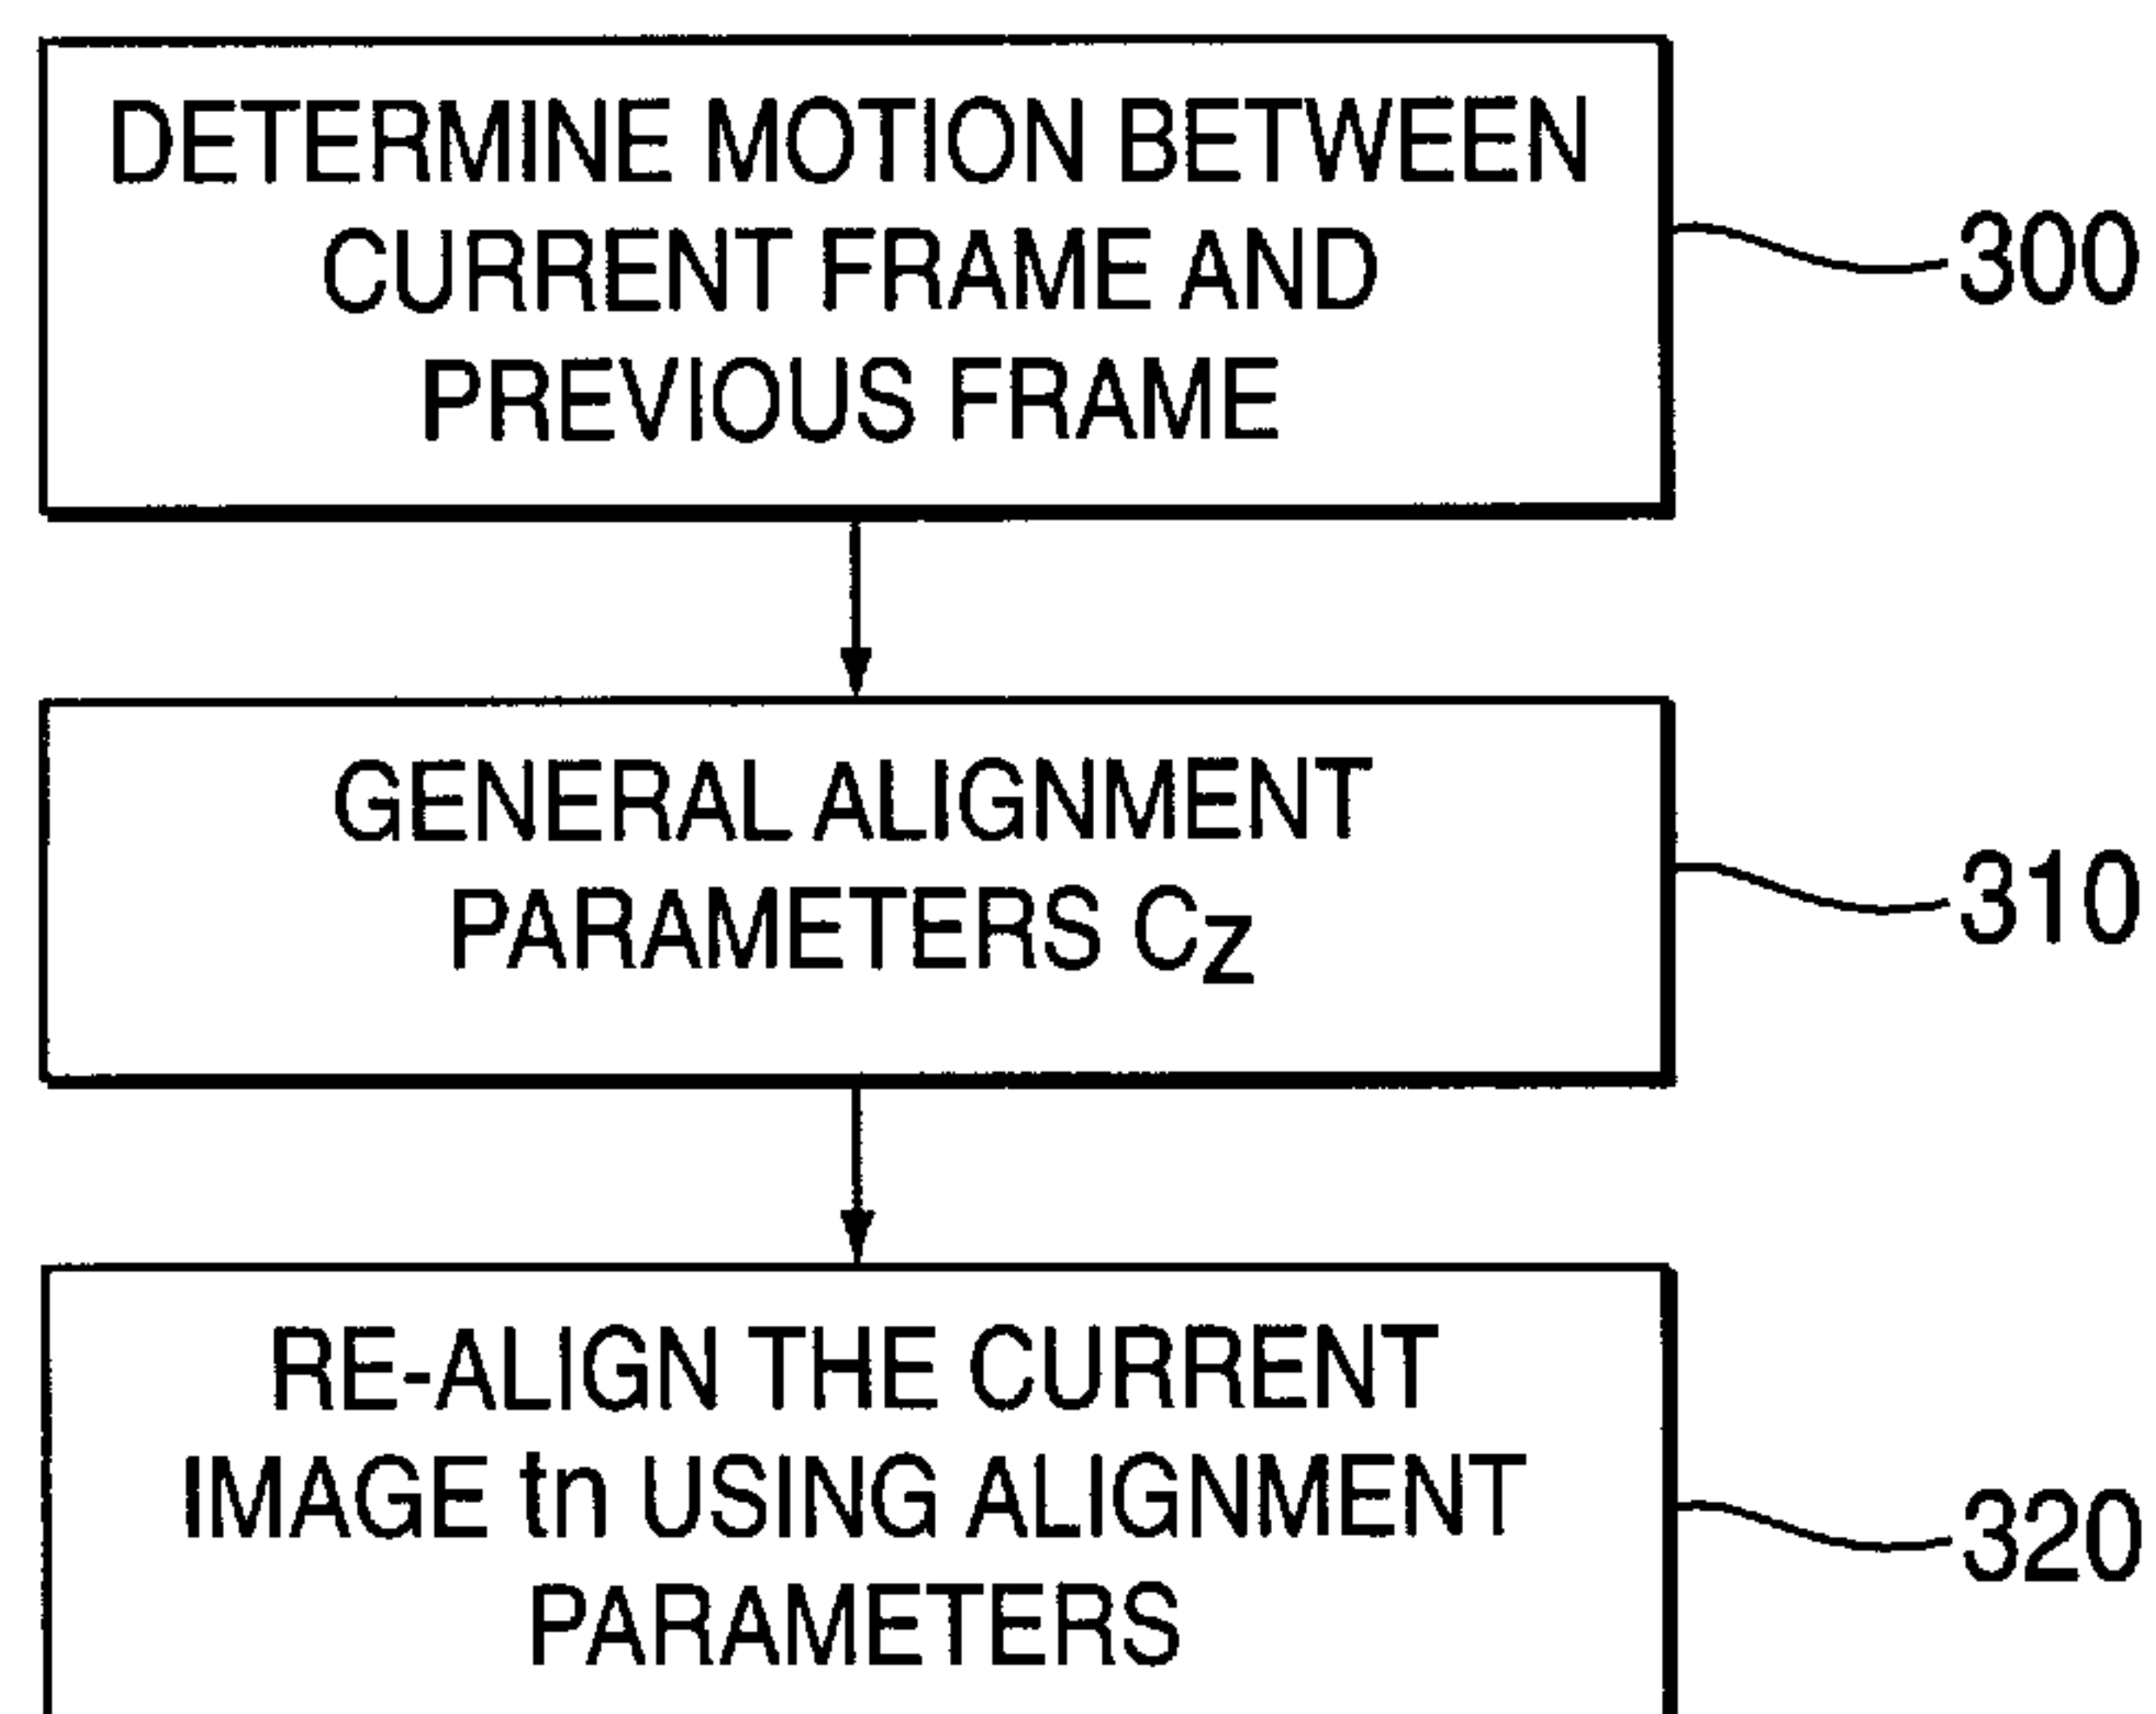 DETERMINE MOTION BETWEEN
CURRENT FRAME AND
PREVIOUS FRAME
300
GENERAL ALIGNMENT
PARAMETERS CZ
310
RE-ALIGN THE CURRENT
IMAGE tn USING ALIGNMENT
PARAMETERS
320